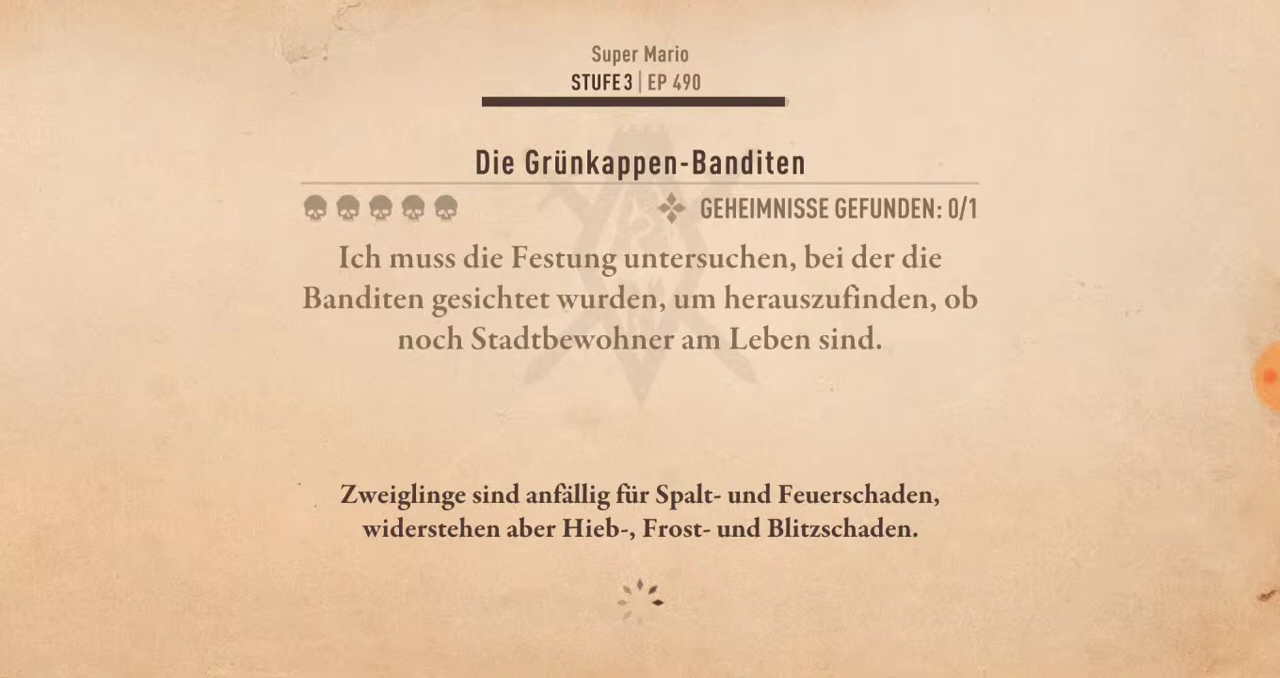 Super Mario
STUFE 3 | EP 490
Die Grünkappen-Banditen
GEHEIMNISSE GEFUNDEN: 0/1
Ich muss die Festung untersuchen, bei der die
Banditen gesichtet wurden, um herauszufinden, ob
noch Stadtbewohner am Leben sind.
Zweiglinge sind anfällig für Spalt- und Feuerschaden,
widerstehen aber Hieb-, Frost- und Blitzschaden.